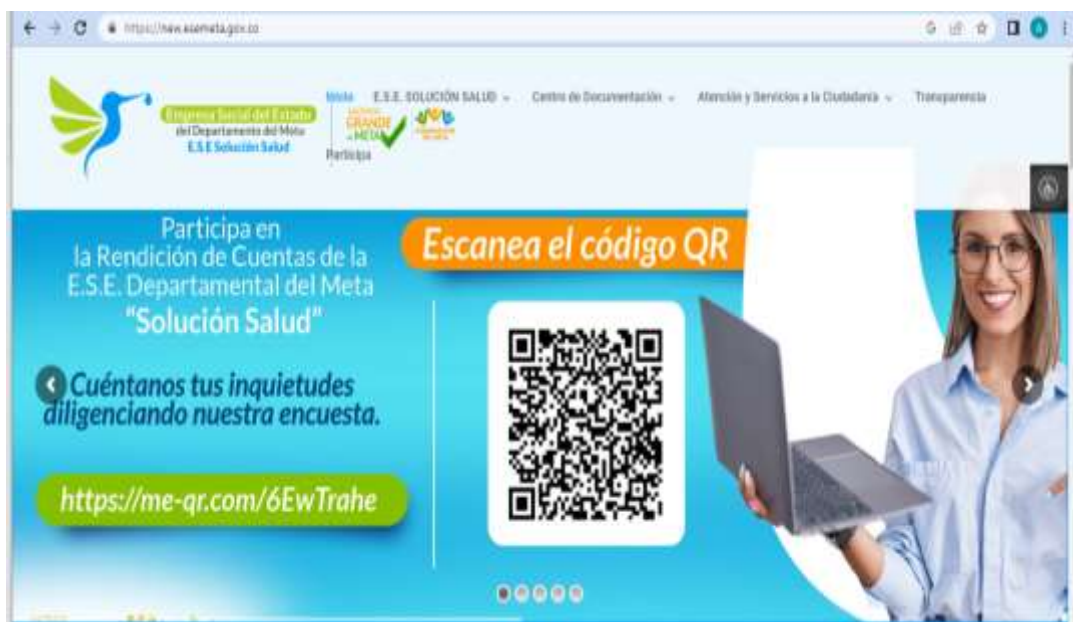 https://new.esemeta.gov.co
Inicio E.S.E. SOLUCIÓN SALUD Centro de Documentación Atención y Servicios a la Ciudadanía Transparencia
Participa
Empresa Social del Estado
del Departamento del Meta
E.S.E Solución Salud
GRANDE
META
Participa en
la Rendición de Cuentas de la
E.S.E. Departamental del Meta
“Solución Salud”
Cuéntanos tus inquietudes
diligenciando nuestra encuesta.
https://me-qr.com/6EwTrahe
Escanea el código QR